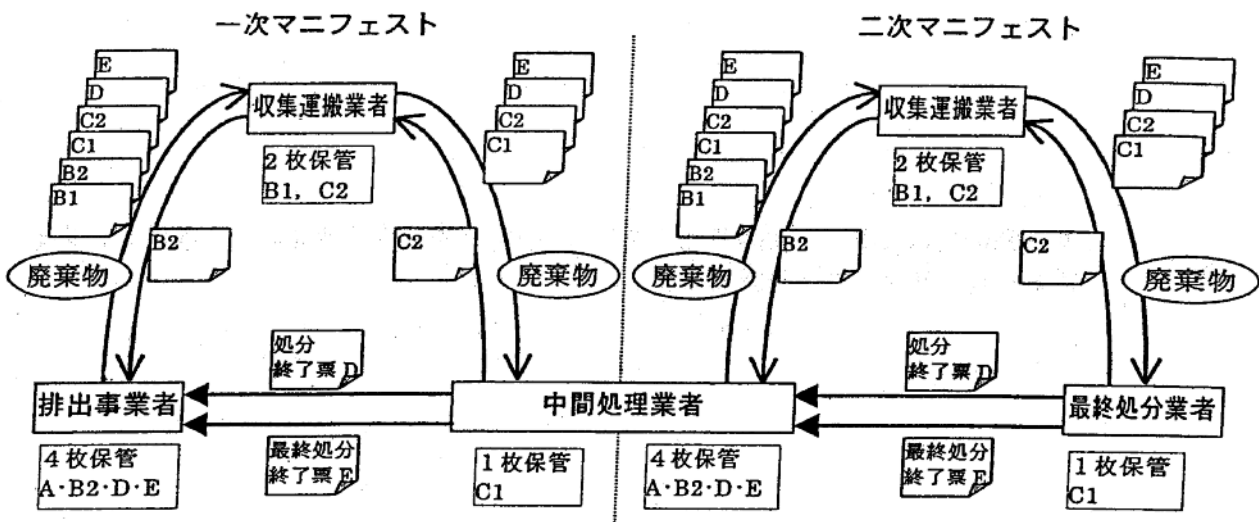 一次マニフェスト
二次マニフェスト
E
D
C2
C1
B2
B1
収集運搬業者
2枚保管
B1, C2
E
D
C2
C1
B2
C2
廃棄物
廃棄物
処分
終了票 D
排出事業者
最終処分
終了票 E
4枚保管
A·B2·D·E
中間処理業者
1枚保管
C1
E
D
C2
C1
B2
B1
収集運搬業者
2枚保管
B1, C2
E
D
C2
C1
B2
C2
廃棄物
廃棄物
処分
終了票 D
最終処分業者
最終処分
終了票 E
4枚保管
A·B2·D·E
1枚保管
C1